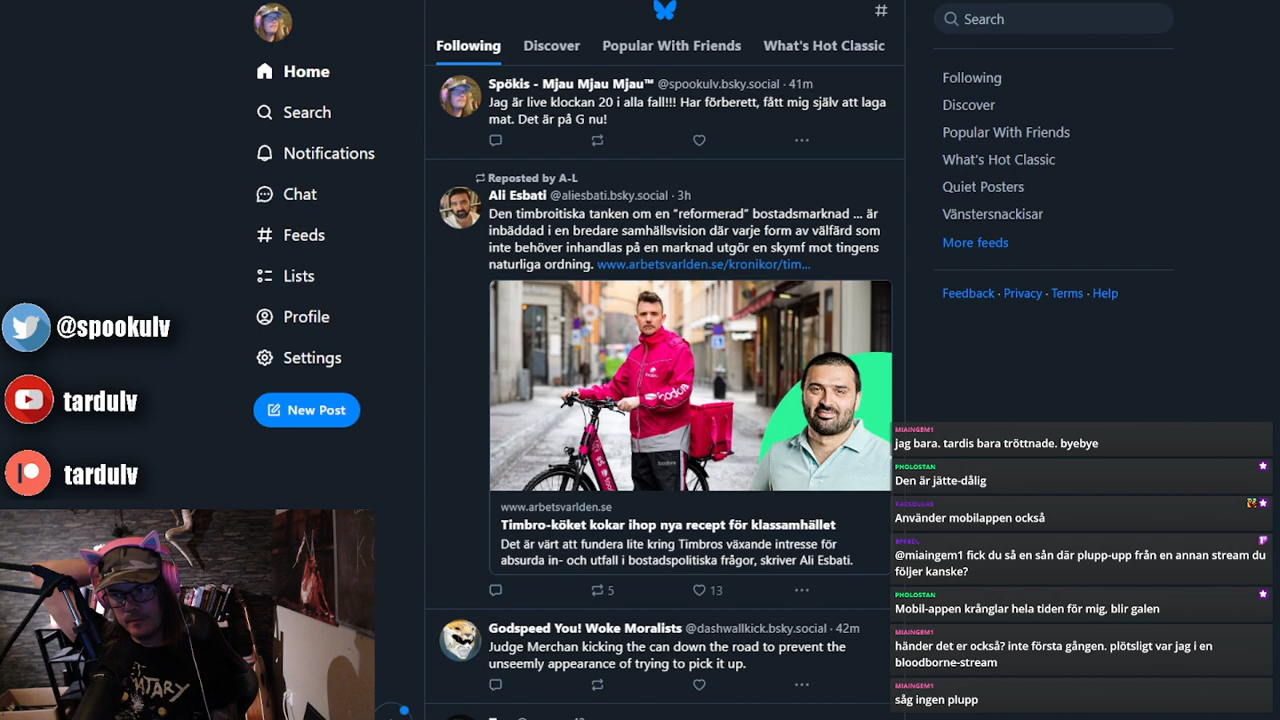 Home
Search
Notifications
Chat
Feeds
Lists
Profile
Settings
New Post
@spookulv
tardulv
tardulv
Following
Discover
Popular With Friends
What's Hot Classic
Spökis - Mjau Mjau Mjau™ @spookulv.bsky.social · 41m
Jag är live klockan 20 i alla fall!!! Har förberett, fått mig själv att laga
mat. Det är på G nu!
Reposted by A-L
Ali Esbati @aliesbati.bsky.social · 3h
Den timbroitiska tanken om en ”reformerad” bostadsmarknad ... är
inbäddad i en bredare samhällsvision där varje form av välfärd som
inte behöver inhandlas på en marknad utgör en skymf mot tingens
naturliga ordning. www.arbetsvarlden.se/kronikor/tim...
foodora
www.arbetsvarlden.se
Timbro-köket kokar ihop nya recept för klassamhället
Det är värt att fundera lite kring Timbros växande intresse för
absurda in- och utfall i bostadspolitiska frågor, skriver Ali Esbati.
5
13
Godspeed You! Woke Moralists @dashwallkick.bsky.social · 42m
Judge Merchan kicking the can down the road to prevent the
unseemly appearance of trying to pick it up.
Search
Following
Discover
Popular With Friends
What's Hot Classic
Quiet Posters
Vänstersnackisar
More feeds
Feedback · Privacy · Terms · Help
MIAINGEM1
jag bara. tardis bara tröttnade. byebye
PHOLOSTAN
Den är jätte-dålig
Använder mobilappen också
@miaingem1 fick du så en sån där plupp-upp från en annan stream du
följer kanske?
PHOLOSTAN
Mobil-appen krånglar hela tiden för mig, blir galen
MIAINGEM1
händer det er också? inte första gången. plötsligt var jag i en
bloodborne-stream
MIAINGEM1
såg ingen plupp